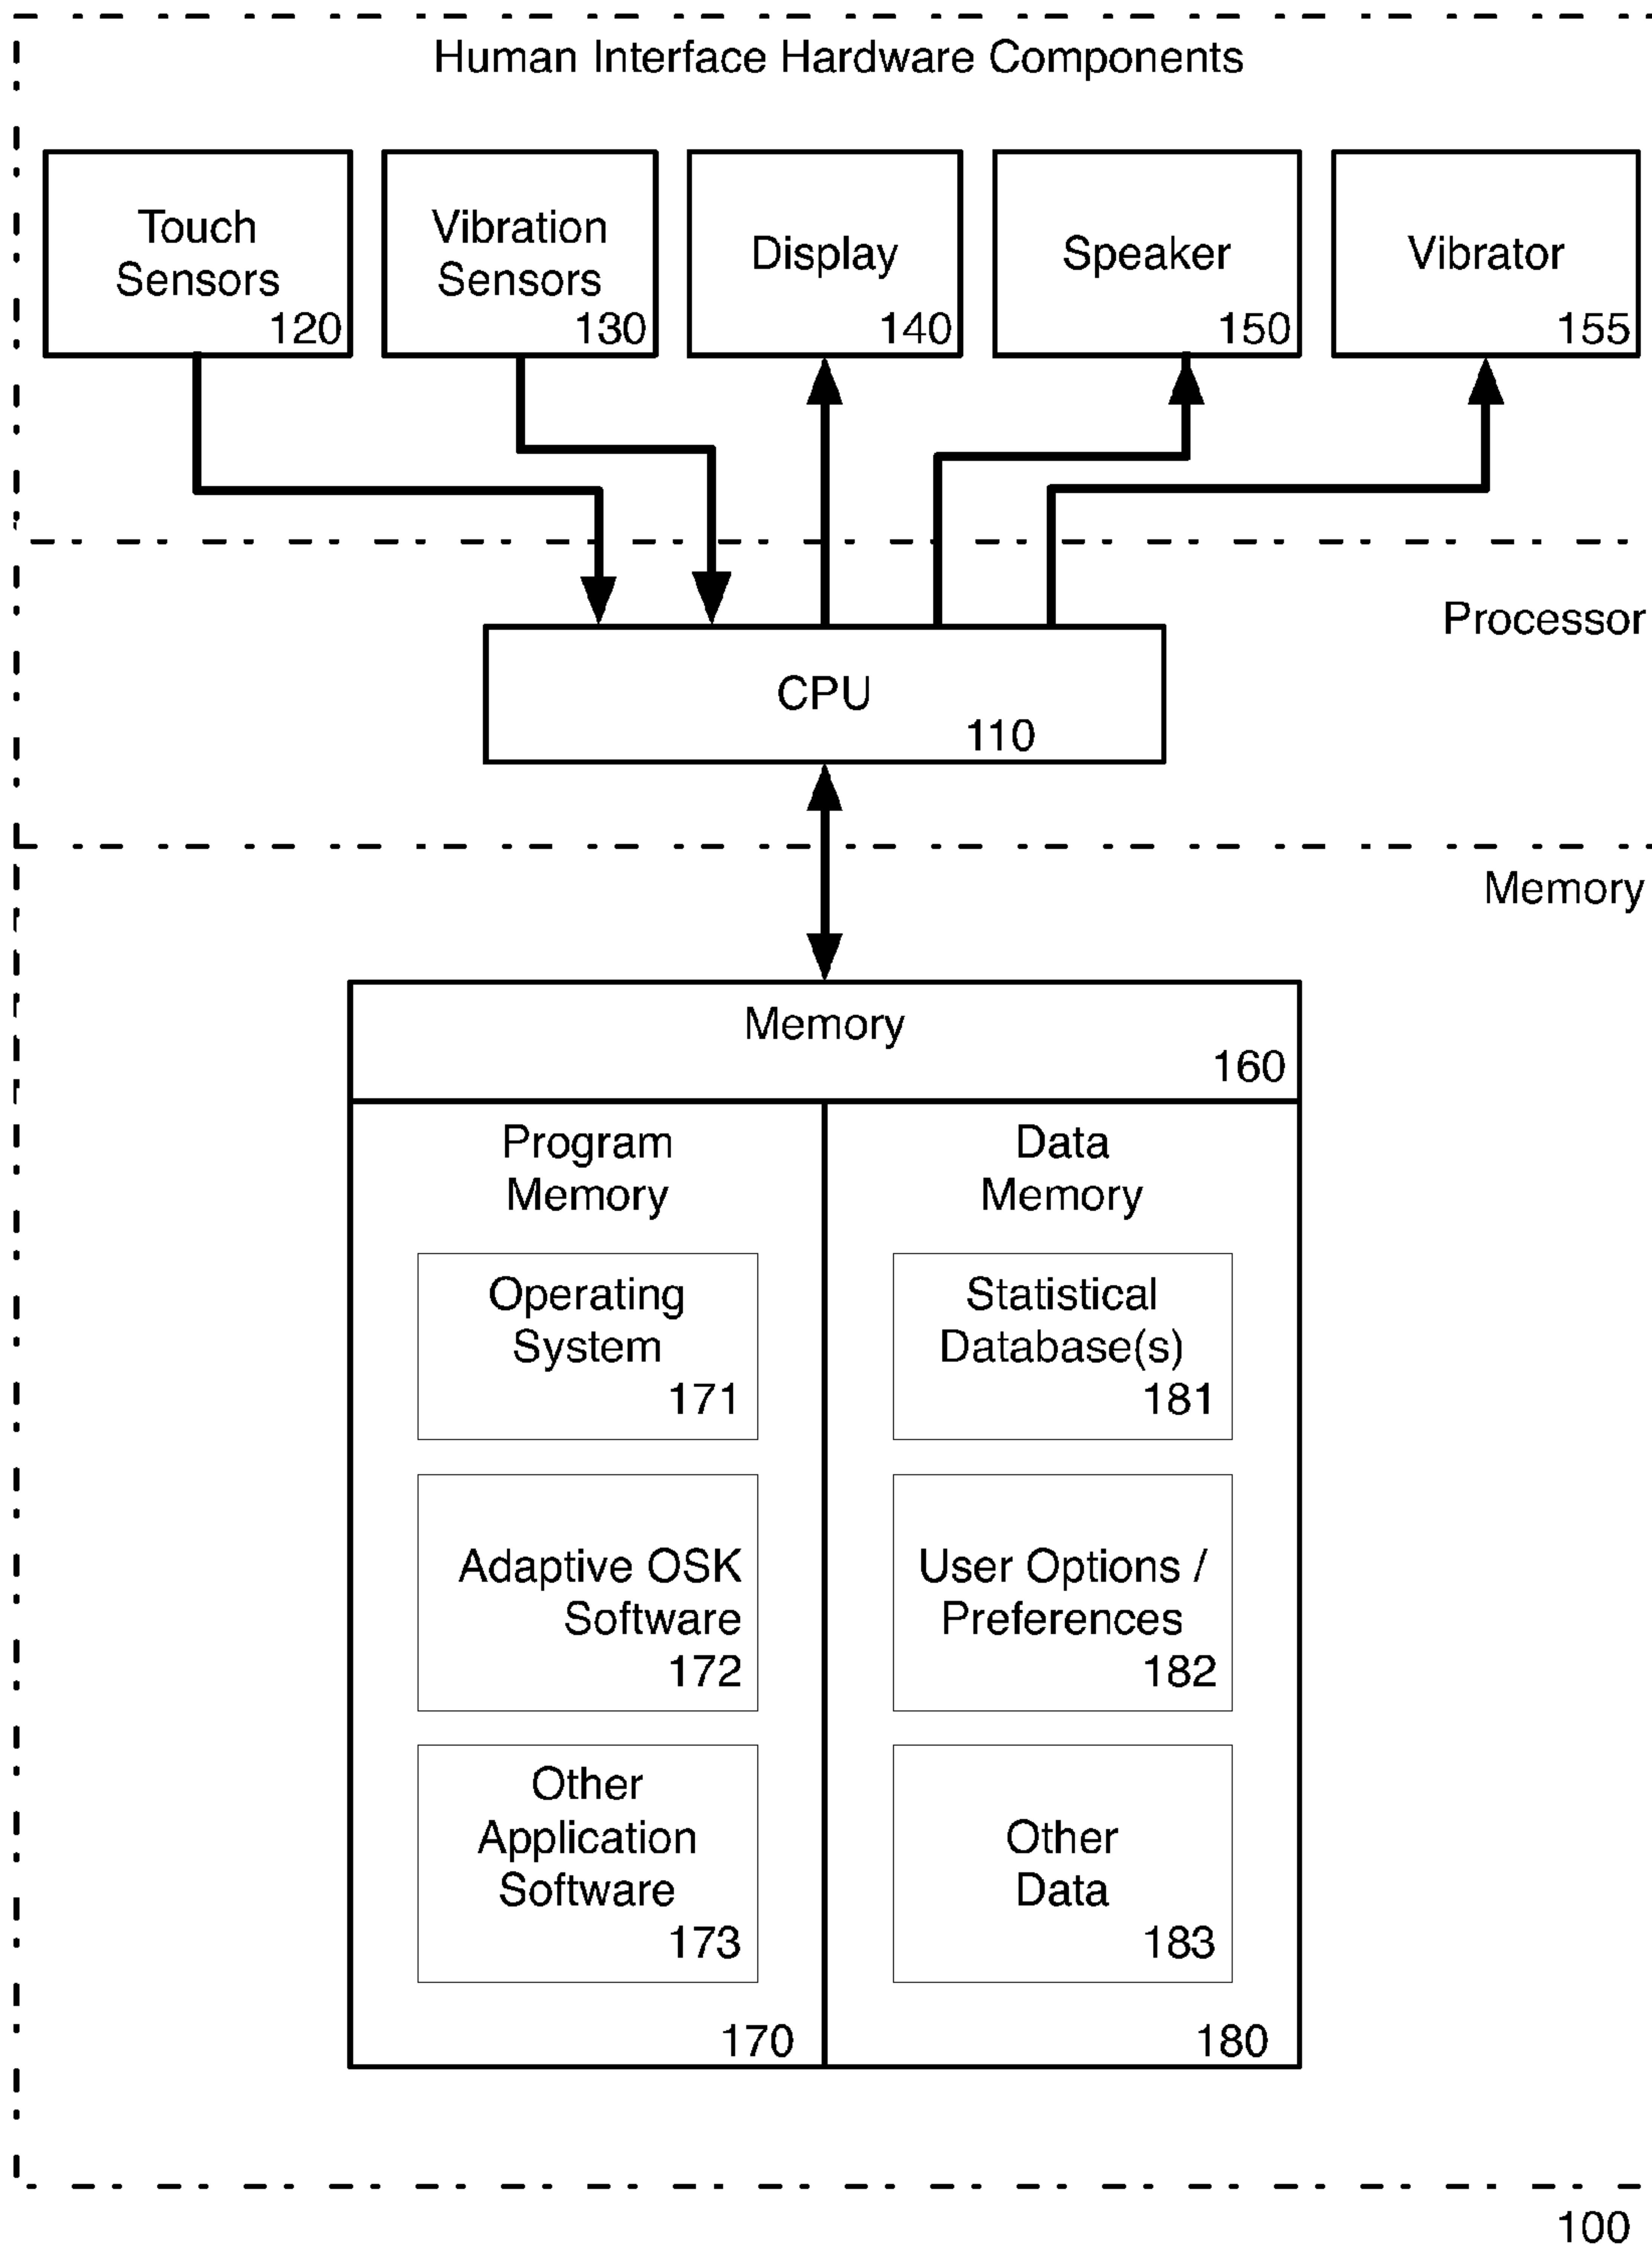 Human Interface Hardware Components
Touch
Sensors
120
Vibration
Sensors
130
Display
140
Speaker
150
Vibrator
155
Processor
CPU
110
Memory
Memory
160
Program
Memory
Operating
System
171
Adaptive OSK
Software
172
Other
Application
Software
173
170
Data
Memory
Statistical
Database(s)
181
User Options /
Preferences
182
Other
Data
183
180
100